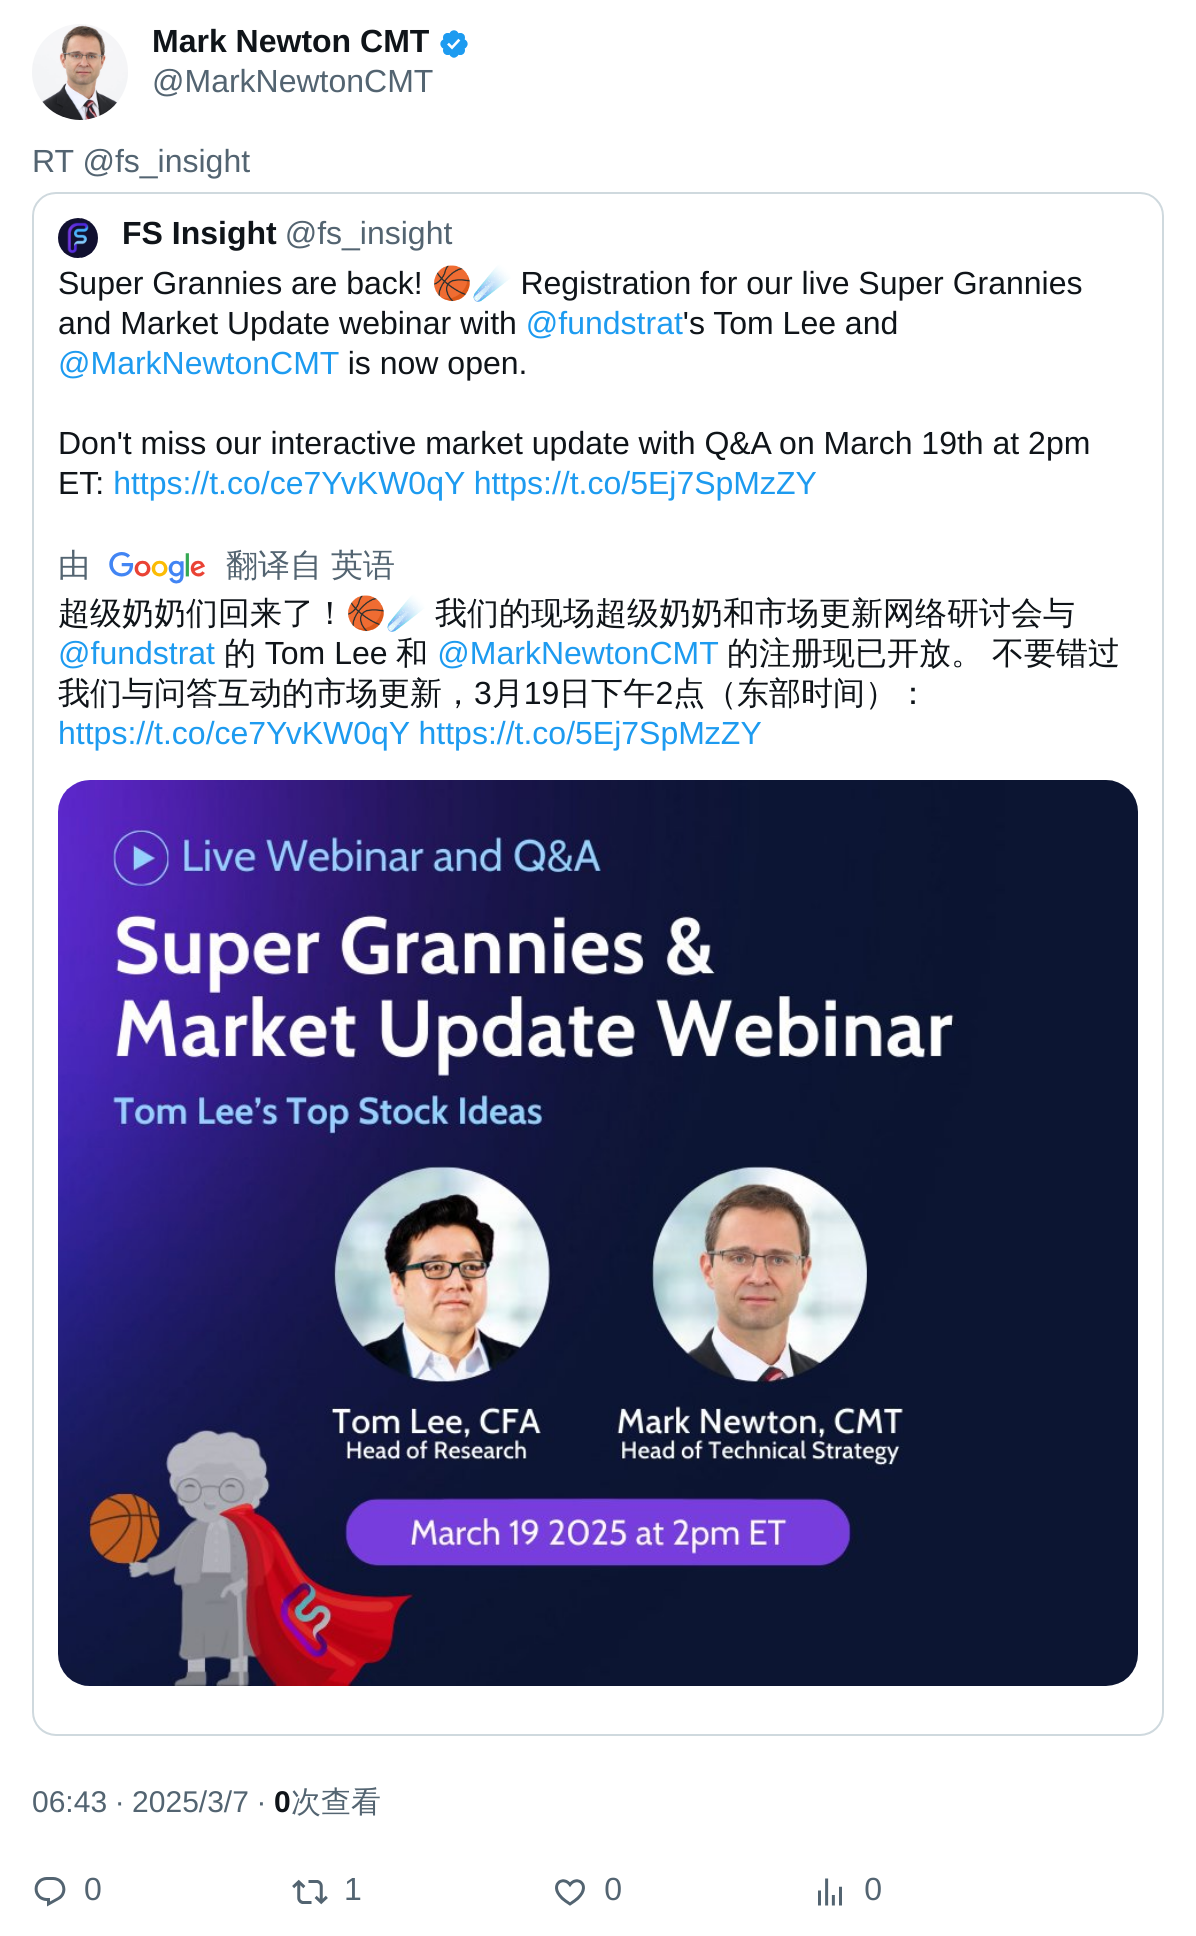 Mark Newton CMT
@MarkNewtonCMT
RT @fs_insight
FS Insight @fs_insight
Super Grannies are back! 🏀☄️ Registration for our live Super Grannies
and Market Update webinar with @fundstrat's Tom Lee and
@MarkNewtonCMT is now open.
Don't miss our interactive market update with Q&A on March 19th at 2pm
ET: https://t.co/ce7YvKW0qY https://t.co/5Ej7SpMzZY
由 Google 翻译自 英语
超级奶奶们回来了！🏀☄️ 我们的现场超级奶奶和市场更新网络研讨会与
@fundstrat 的 Tom Lee 和 @MarkNewtonCMT 的注册现已开放。 不要错过
我们与问答互动的市场更新，3月19日下午2点（东部时间）：
https://t.co/ce7YvKW0qY https://t.co/5Ej7SpMzZY
Live Webinar and Q&A
Super Grannies &
Market Update Webinar
Tom Lee's Top Stock Ideas
Tom Lee, CFA
Head of Research
Mark Newton, CMT
Head of Technical Strategy
March 19 2025 at 2pm ET
06:43 · 2025/3/7 · 0次查看
0 1 0 0